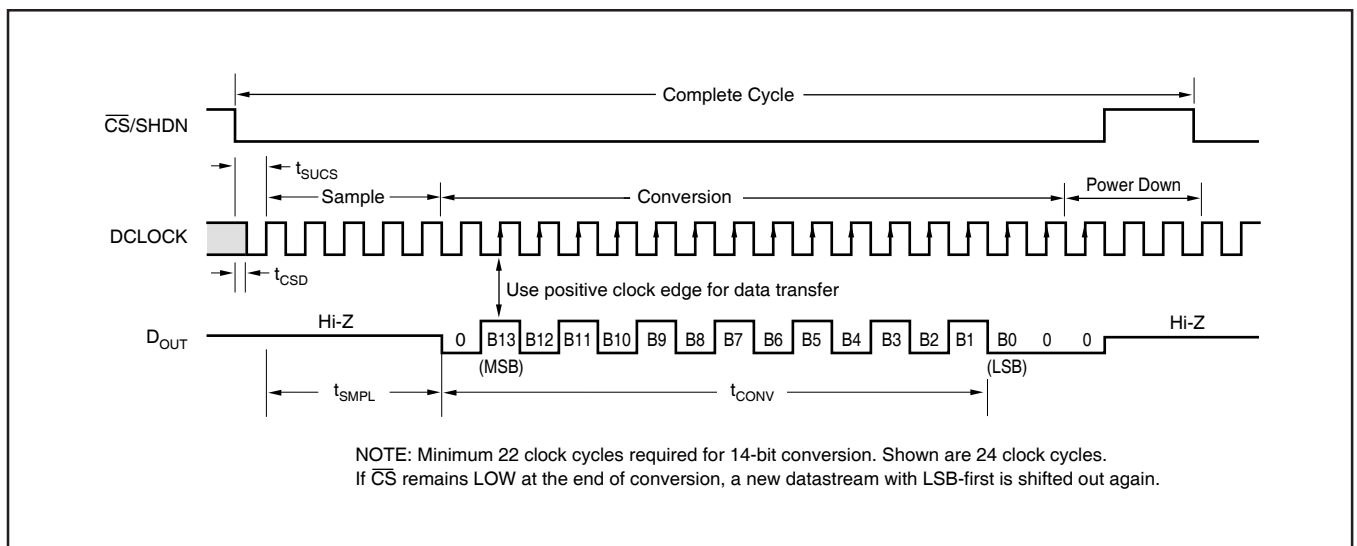 Complete Cycle
CS/SHDN
tSUCS
Sample
Conversion
Power Down
DCLOCK
tCSD
Use positive clock edge for data transfer
Hi-Z
DOUT
0 B13 B12 B11 B10 B9 B8 B7 B6 B5 B4 B3 B2 B1 B0 0 0
Hi-Z
(MSB)
(LSB)
tSMPL
tCONV
NOTE: Minimum 22 clock cycles required for 14-bit conversion. Shown are 24 clock cycles.
If CS remains LOW at the end of conversion, a new datastream with LSB-first is shifted out again.